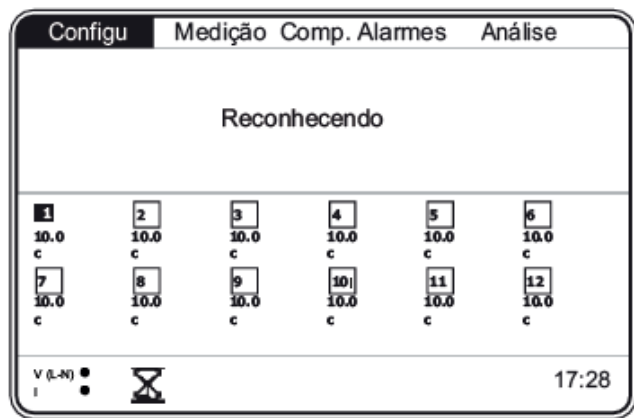 Configu Medição Comp. Alarmes Análise
Reconhecendo
1 2 3 4 5 6
10.0 10.0 10.0 10.0 10.0 10.0
c c c c c c
7 8 9 10 11 12
10.0 10.0 10.0 10.0 10.0 10.0
c c c c c c
V (L-N)
I
17:28